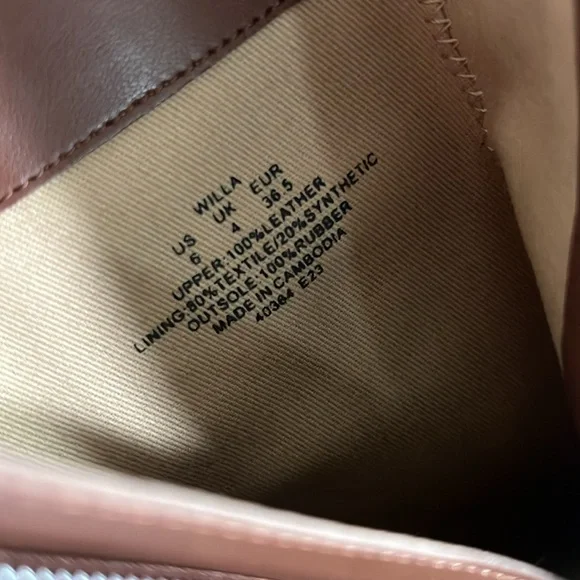 WILLA
US UK EUR
6 4 36.5
UPPER:100%LEATHER
LINING:80%TEXTILE/20%SYNTHETIC
OUTSOLE:100%RUBBER
MADE IN CAMBODIA
40364 E23